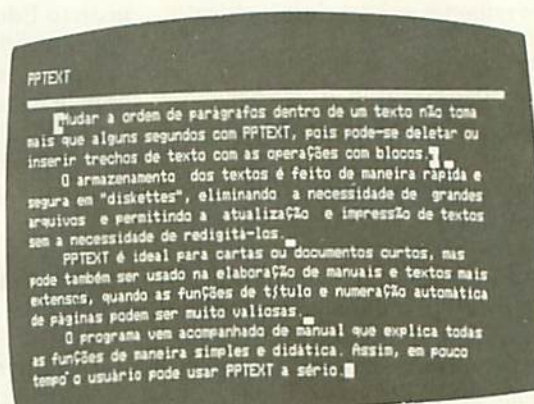 PPTEXT
Mudar a ordem de parágrafos dentro de um texto não toma
mais que alguns segundos com PPTEXT, pois pode-se deletar ou
inserir trechos de texto com as operações com blocos.
O armazenamento dos textos é feito de maneira rápida e
segura em "diskettes", eliminando a necessidade de grandes
arquivos e permitindo a atualização e impressão de textos
sem a necessidade de redigitá-los.
PPTEXT é ideal para cartas ou documentos curtos, mas
pode também ser usado na elaboração de manuais e textos mais
extensos, quando as funções de título e numeração automática
de páginas podem ser muito valiosas.
O programa vem acompanhado de manual que explica todas
as funções de maneira simples e didática. Assim, em pouco
tempo o usuário pode usar PPTEXT a sério.